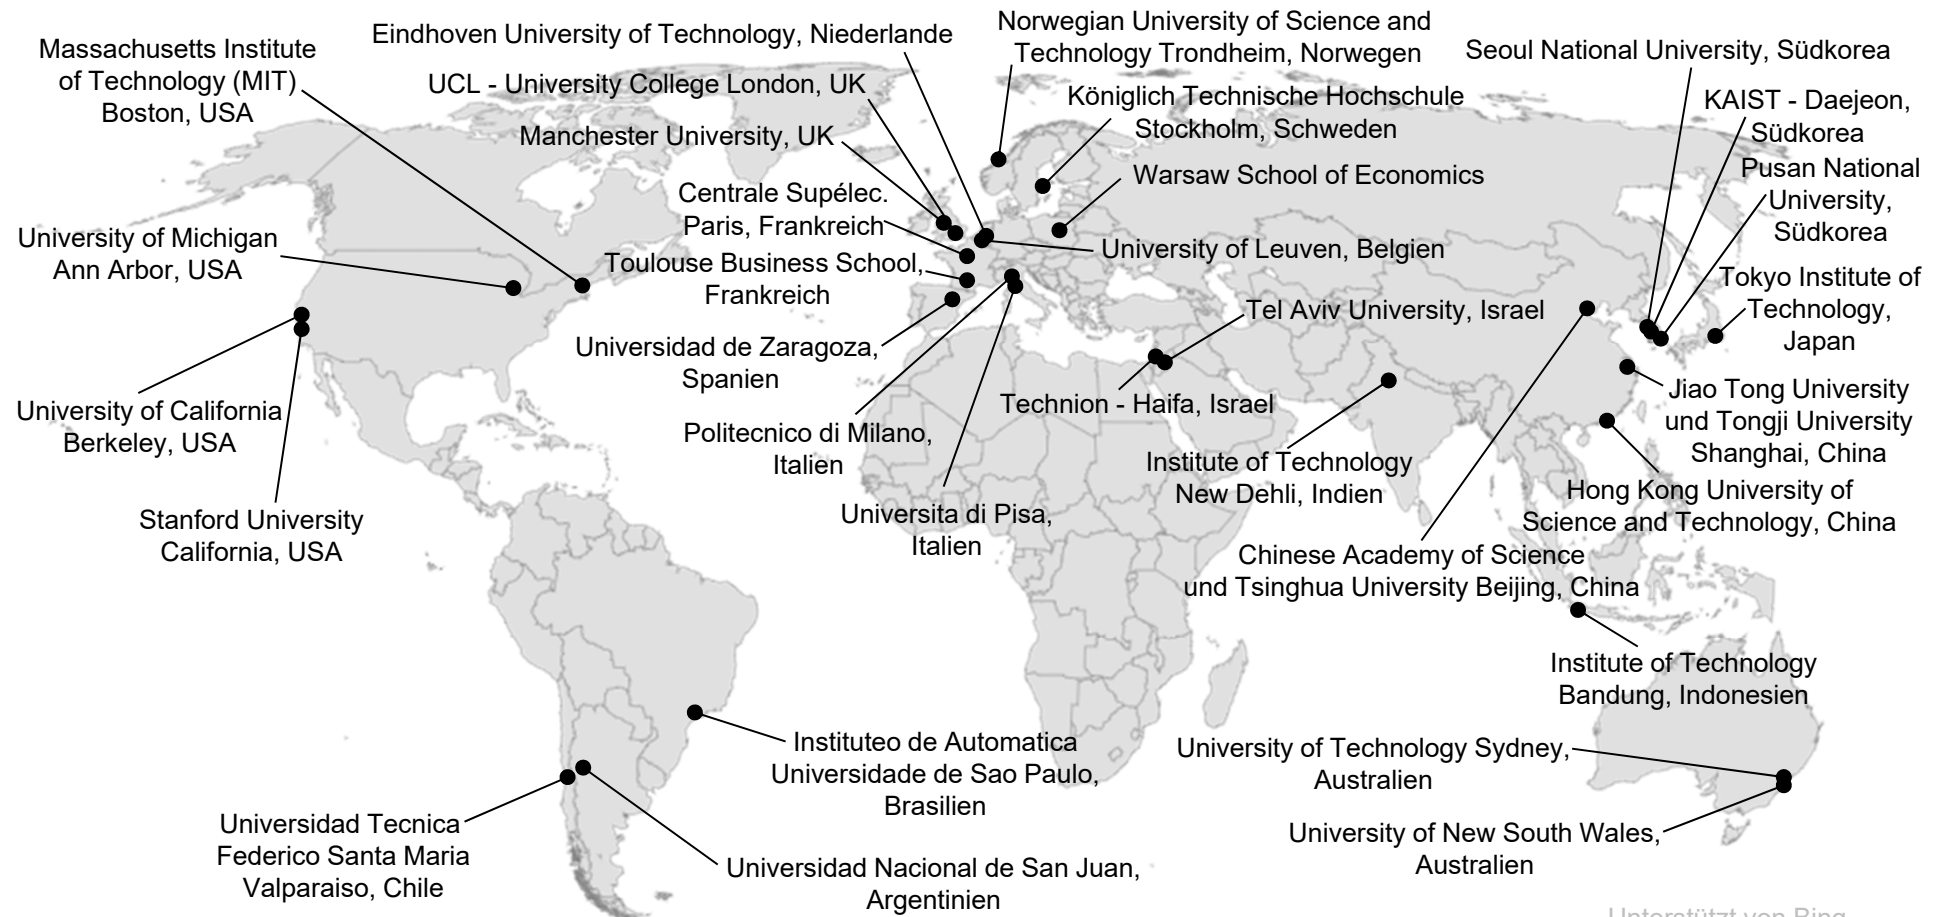 Massachusetts Institute
of Technology (MIT)
Boston, USA
Eindhoven University of Technology, Niederlande
UCL - University College London, UK
Manchester University, UK
Norwegian University of Science and
Technology Trondheim, Norwegen
Königlich Technische Hochschule
Stockholm, Schweden
Warsaw School of Economics
Seoul National University, Südkorea
KAIST - Daejeon,
Südkorea
Pusan National
University,
Südkorea
Centrale Supélec.
Paris, Frankreich
University of Michigan
Ann Arbor, USA
University of Leuven, Belgien
Toulouse Business School,
Frankreich
Tokyo Institute of
Technology,
Japan
Tel Aviv University, Israel
Universidad de Zaragoza,
Spanien
University of California
Berkeley, USA
Technion - Haifa, Israel
Jiao Tong University
und Tongji University
Shanghai, China
Politecnico di Milano,
Italien
Institute of Technology
New Dehli, Indien
Hong Kong University of
Science and Technology, China
Stanford University
California, USA
Universita di Pisa,
Italien
Chinese Academy of Science
und Tsinghua University Beijing, China
Institute of Technology
Bandung, Indonesien
Instituteo de Automatica
Universidade de Sao Paulo,
Brasilien
University of Technology Sydney,
Australien
Universidad Tecnica
Federico Santa Maria
Valparaiso, Chile
University of New South Wales,
Australien
Universidad Nacional de San Juan,
Argentinien
Unterstützt von Bing